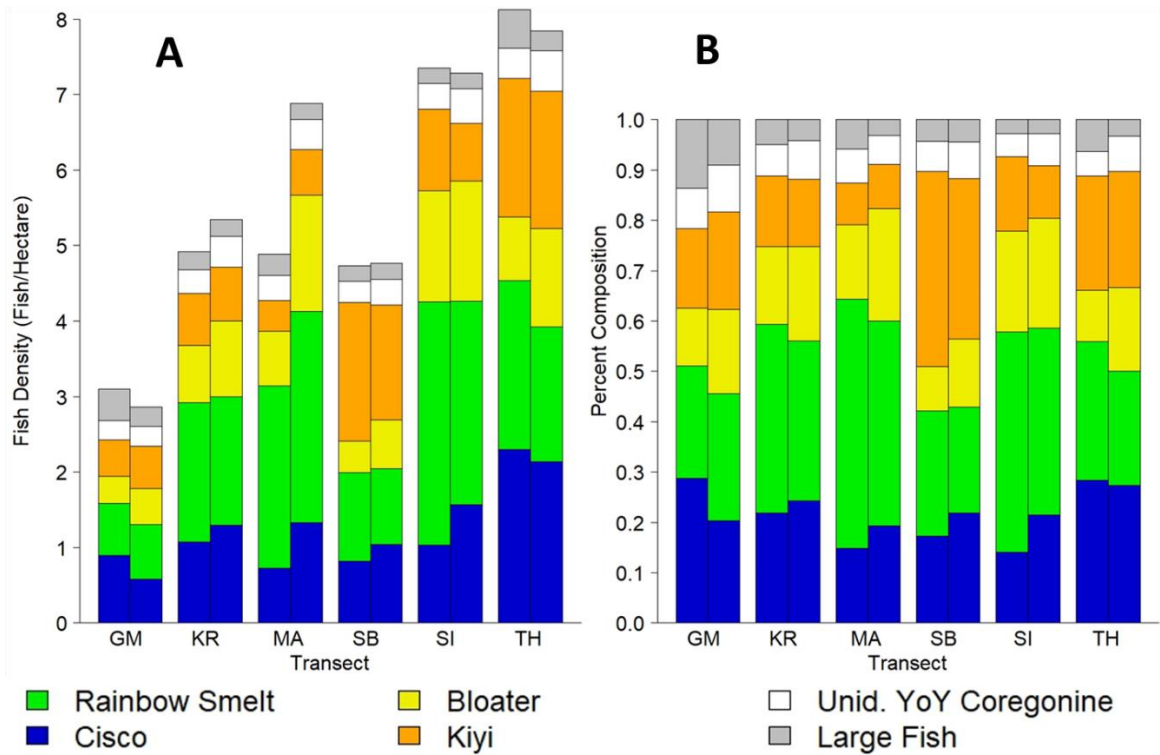 A
Fish Density (Fish/Hectare)
8
7
6
5
4
3
2
1
0
GM KR MA SB SI TH
Transect
B
Percent Composition
1.0
0.9
0.8
0.7
0.6
0.5
0.4
0.3
0.2
0.1
0.0
GM KR MA SB SI TH
Transect
Rainbow Smelt Bloater Unid. YoY Coregonine
Cisco Kiyi Large Fish